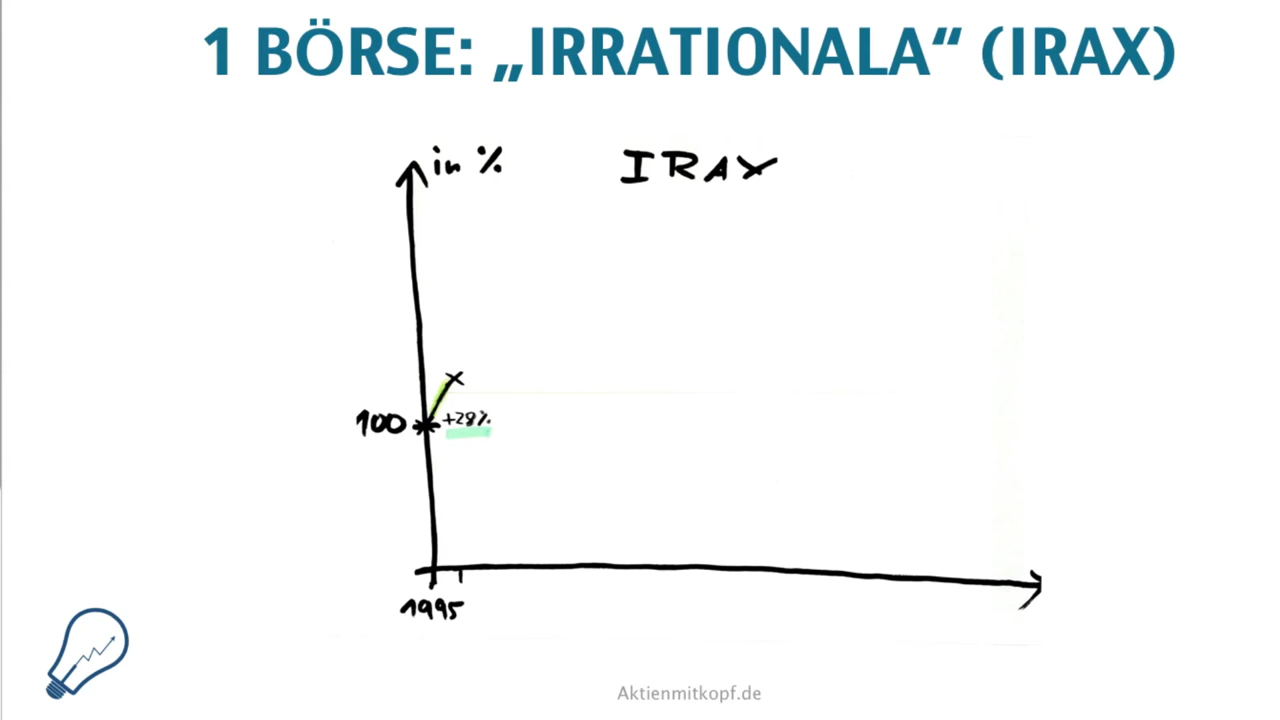 1 BÖRSE: „IRRATIONALA“ (IRAX)
in %
IRAX
100
+28%
1995
Aktienmitkopf.de